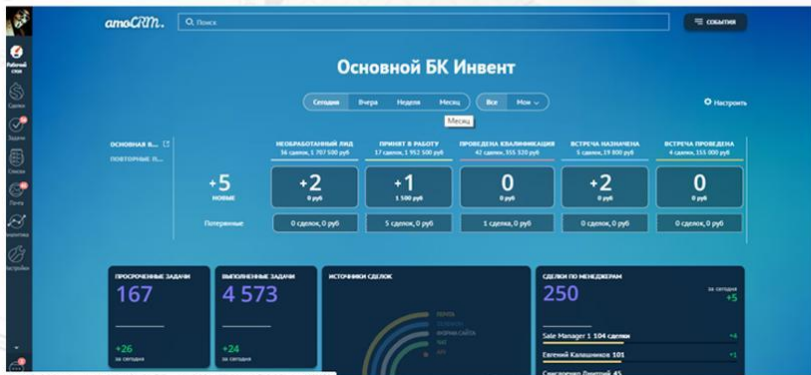 amoCRM.
Поиск
СОБЫТИЯ
Рабочий
стол
Основной БК Инвент
Сегодня Вчера Неделя Месяц Все Мои
Настроить
Месяц
ОСНОВНАЯ В...
ПОВТОРНЫЕ П...
НЕОБРАБОТАННЫЙ ЛИД
36 сделок, 1 707 500 руб
ПРИНЯТ В РАБОТУ
17 сделок, 1 952 500 руб
ПРОВЕДЕНА КВАЛИФИКАЦИЯ
42 сделки, 355 520 руб
ВСТРЕЧА НАЗНАЧЕНА
5 сделок, 19 800 руб
ВСТРЕЧА ПРОВЕДЕНА
4 сделки, 155 000 руб
Сделки
Задачи
Списки
Почта
Аналитика
Настройки
+5
НОВЫЕ
+2
0 руб
+1
1 500 руб
0
0 руб
+2
0 руб
0
0 руб
Потерянные
0 сделок, 0 руб
5 сделок, 0 руб
1 сделка, 0 руб
0 сделок, 0 руб
0 сделок, 0 руб
ПРОСРОЧЕННЫЕ ЗАДАЧИ
167
+26
за сегодня
ВЫПОЛНЕННЫЕ ЗАДАЧИ
4 573
+24
за сегодня
ИСТОЧНИКИ СДЕЛОК
ФОРМА САЙТА
ЧАТ
API
СДЕЛКИ ПО МЕНЕДЖЕРАМ
250
за сегодня
+5
Sale Manager 1 104 сделки
+4
Евгений Калашников 101
+1
Дмитрий 45